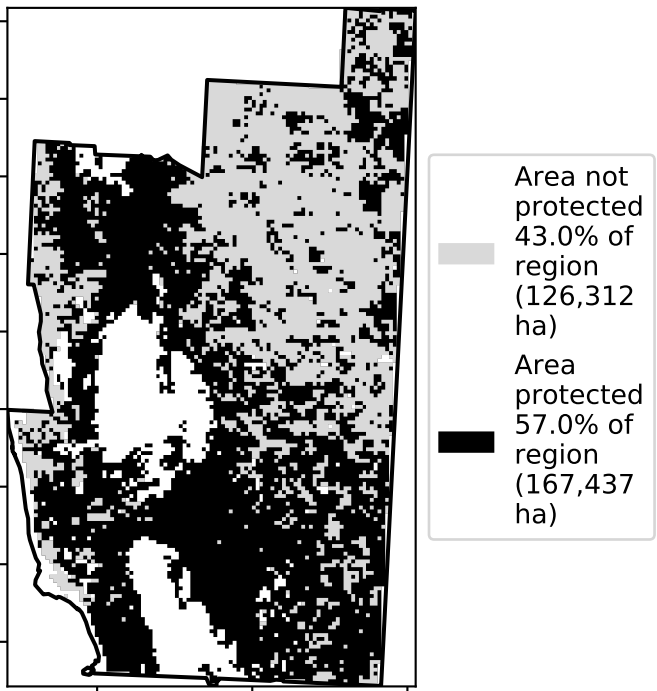 Area not
protected
43.0% of
region
(126,312
ha)
Area
protected
57.0% of
region
(167,437
ha)